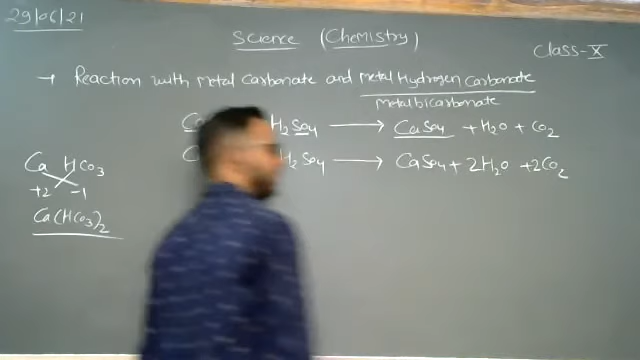 29/06/21
Science (Chemistry)
Class-X
→ Reaction with Metal Carbonate and Metal Hydrogen Carbonate
Metal bicarbonate
Ca H2SO4 ⟶ CaSO4 + H2O + CO2
H2SO4 ⟶ CaSO4 + 2H2O + 2CO2
Ca HCO3
+2 -1
Ca(HCO3)2